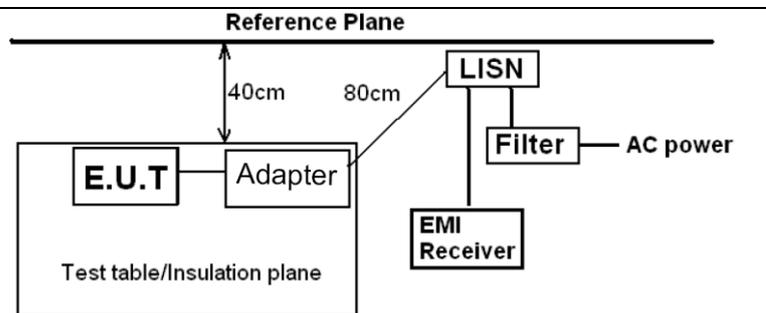 Reference Plane
40cm
80cm
LISN
Filter
AC power
E.U.T
Adapter
EMI
Receiver
Test table/Insulation plane